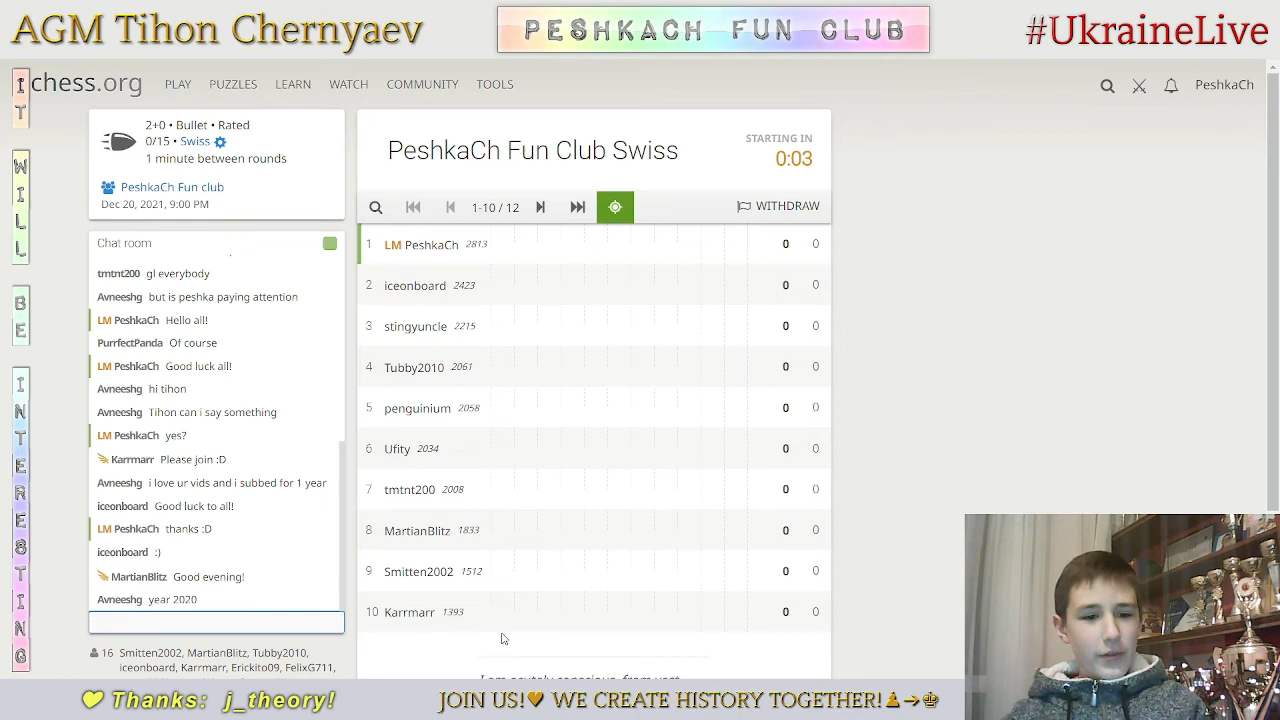 AGM Tihon Chernyaev
PESHKACH FUN CLUB
#UkraineLive
IT WILL BE INTERESTING
chess.org
PLAY
PUZZLES
LEARN
WATCH
COMMUNITY
TOOLS
PeshkaCh
2+0 • Bullet • Rated
0/15 • Swiss
1 minute between rounds
PeshkaCh Fun club
Dec 20, 2021, 9:00 PM
Chat room
tmtnt200 gl everybody
Avneeshg but is peshka paying attention
LM PeshkaCh Hello all!
PurrfectPanda Of course
LM PeshkaCh Good luck all!
Avneeshg hi tihon
Avneeshg Tihon can i say something
LM PeshkaCh yes?
Karrmarr Please join :D
Avneeshg i love ur vids and i subbed for 1 year
iceonboard Good luck to all!
LM PeshkaCh thanks :D
iceonboard :)
MartianBlitz Good evening!
Avneeshg year 2020
16 Smitten2002, MartianBlitz, Tubby2010,
iceonboard, Karrmarr, Erickito09, FelixG711,
PeshkaCh Fun Club Swiss
STARTING IN
0:03
1-10 / 12
WITHDRAW
1 LM PeshkaCh 2813 0 0
2 iceonboard 2423 0 0
3 stingyuncle 2215 0 0
4 Tubby2010 2061 0 0
5 penguinium 2058 0 0
6 Ufity 2034 0 0
7 tmtnt200 2008 0 0
8 MartianBlitz 1833 0 0
9 Smitten2002 1512 0 0
10 Karrmarr 1393 0 0
I am acutely conscious, from vast
Thanks: j_theory!
JOIN US!🧡 WE CREATE HISTORY TOGETHER!♟→♚